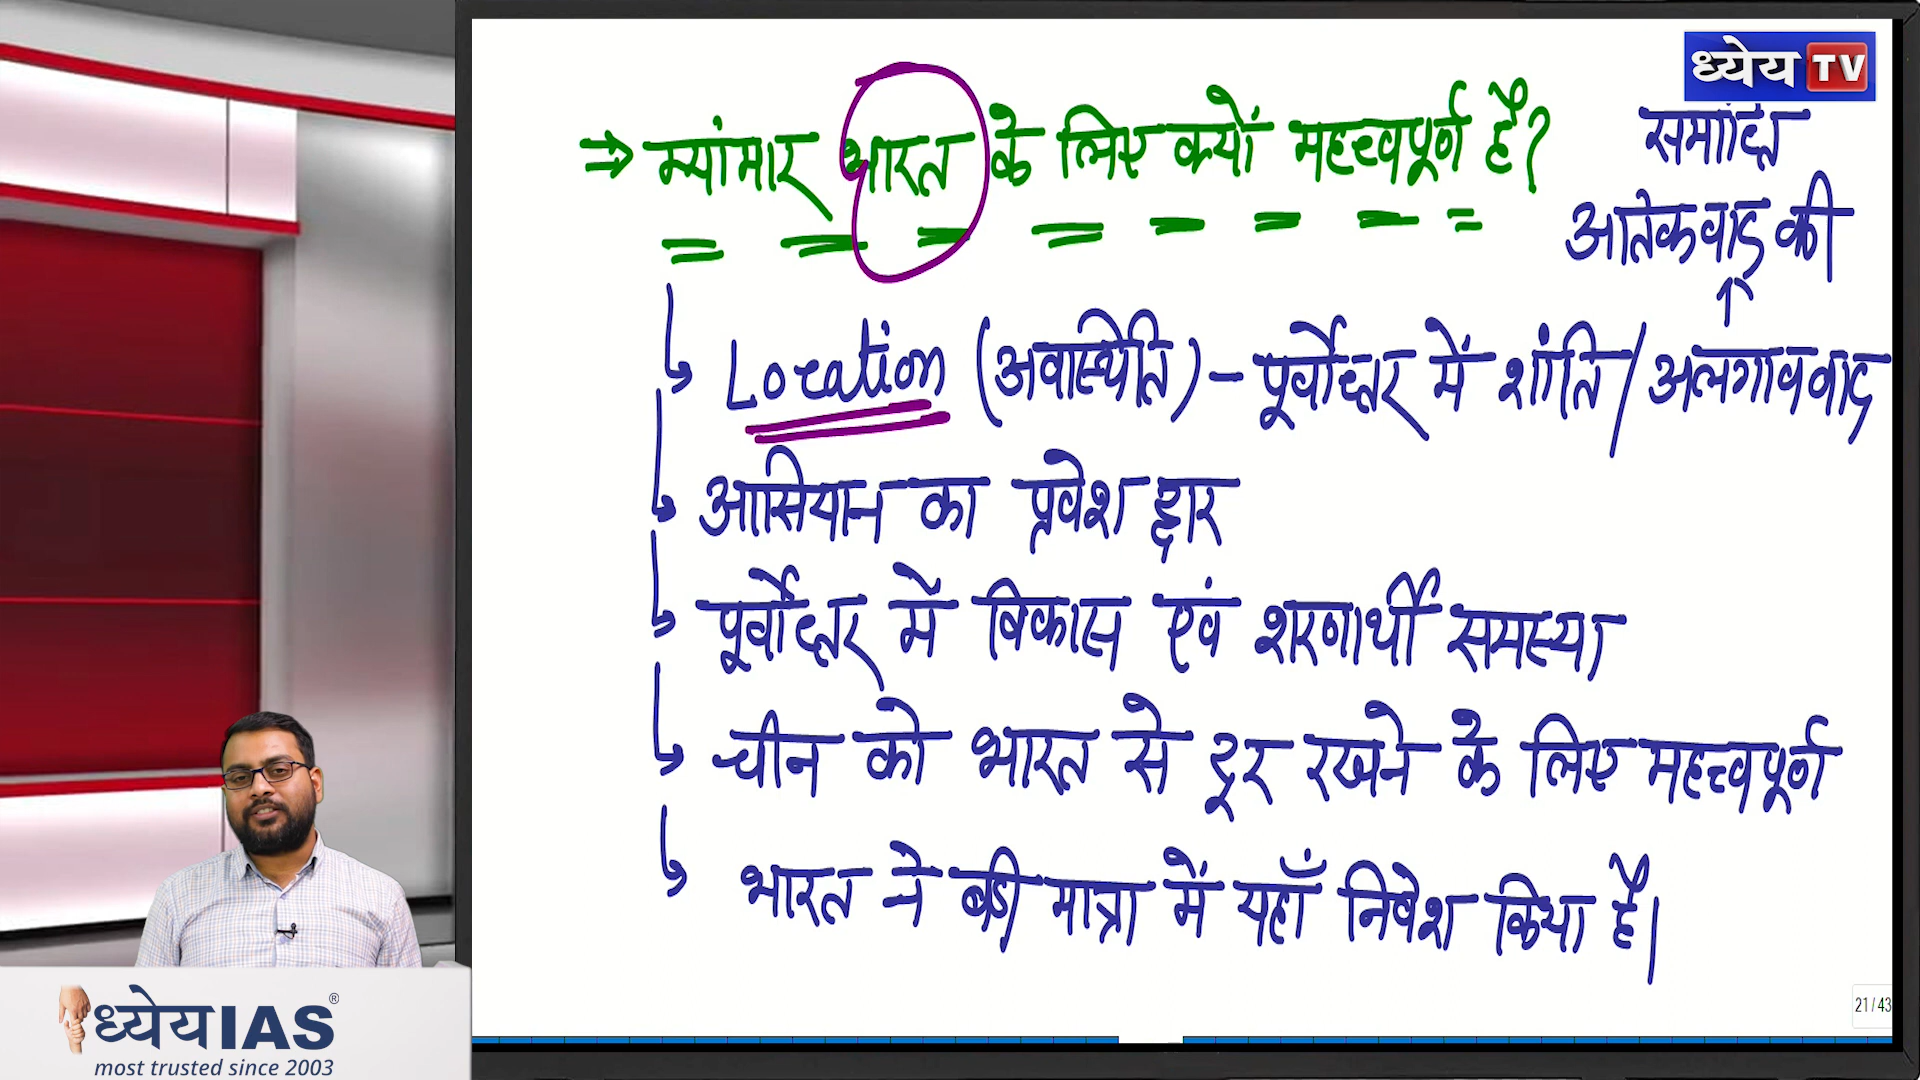 ध्येय TV
⇒ म्यांमार भारत के लिए क्यों महत्त्वपूर्ण है?
समाप्ति
आतंकवाद की
↑
Location (अवस्थिति) - पूर्वोत्तर में शांति / अलगाववाद
आसियान का प्रवेश द्वार
पूर्वोत्तर में विकास एवं शरणार्थी समस्या
चीन को भारत से दूर रखने के लिए महत्त्वपूर्ण
भारत ने बड़ी मात्रा में यहाँ निवेश किया है।
21 / 43
ध्येय IAS ®
most trusted since 2003